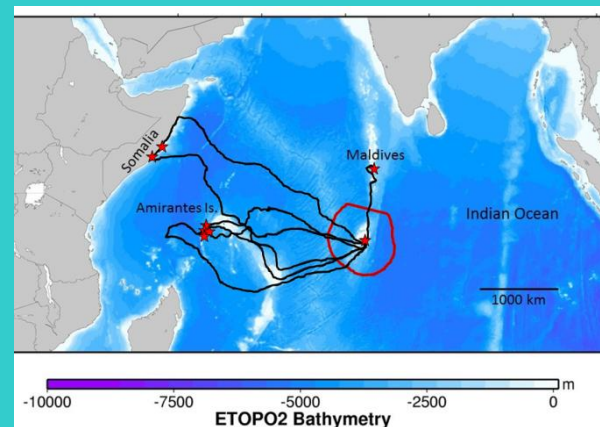 Somalia
Maldives
Amirantes Is.
Indian Ocean
1000 km
m
-10000 -7500 -5000 -2500 0
ETOPO2 Bathymetry